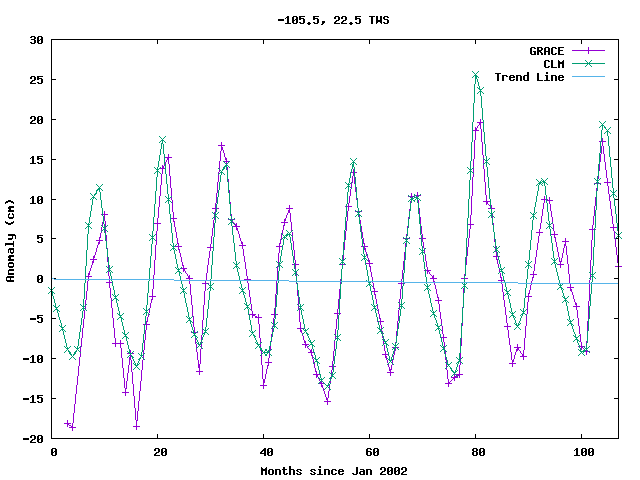 -105.5, 22.5 TWS
GRACE
CLM
Trend Line
30
25
20
15
10
5
0
-5
-10
-15
-20
Anomaly (cm)
0 20 40 60 80 100
Months since Jan 2002